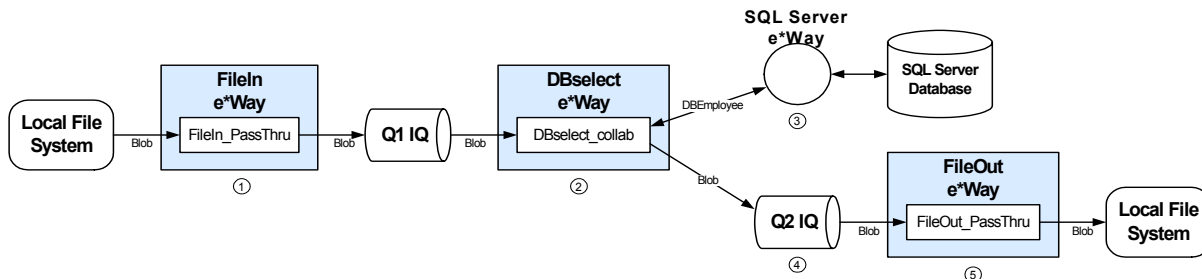 SQL Server
e*Way
SQL Server
Database
DBEmployee
3
FileIn
e*Way
FileIn_PassThru
1
DBselect
e*Way
DBselect_collab
2
Local File
System
Blob
Blob
Q1 IQ
Blob
Blob
Q2 IQ
4
Blob
FileOut
e*Way
FileOut_PassThru
5
Blob
Local File
System